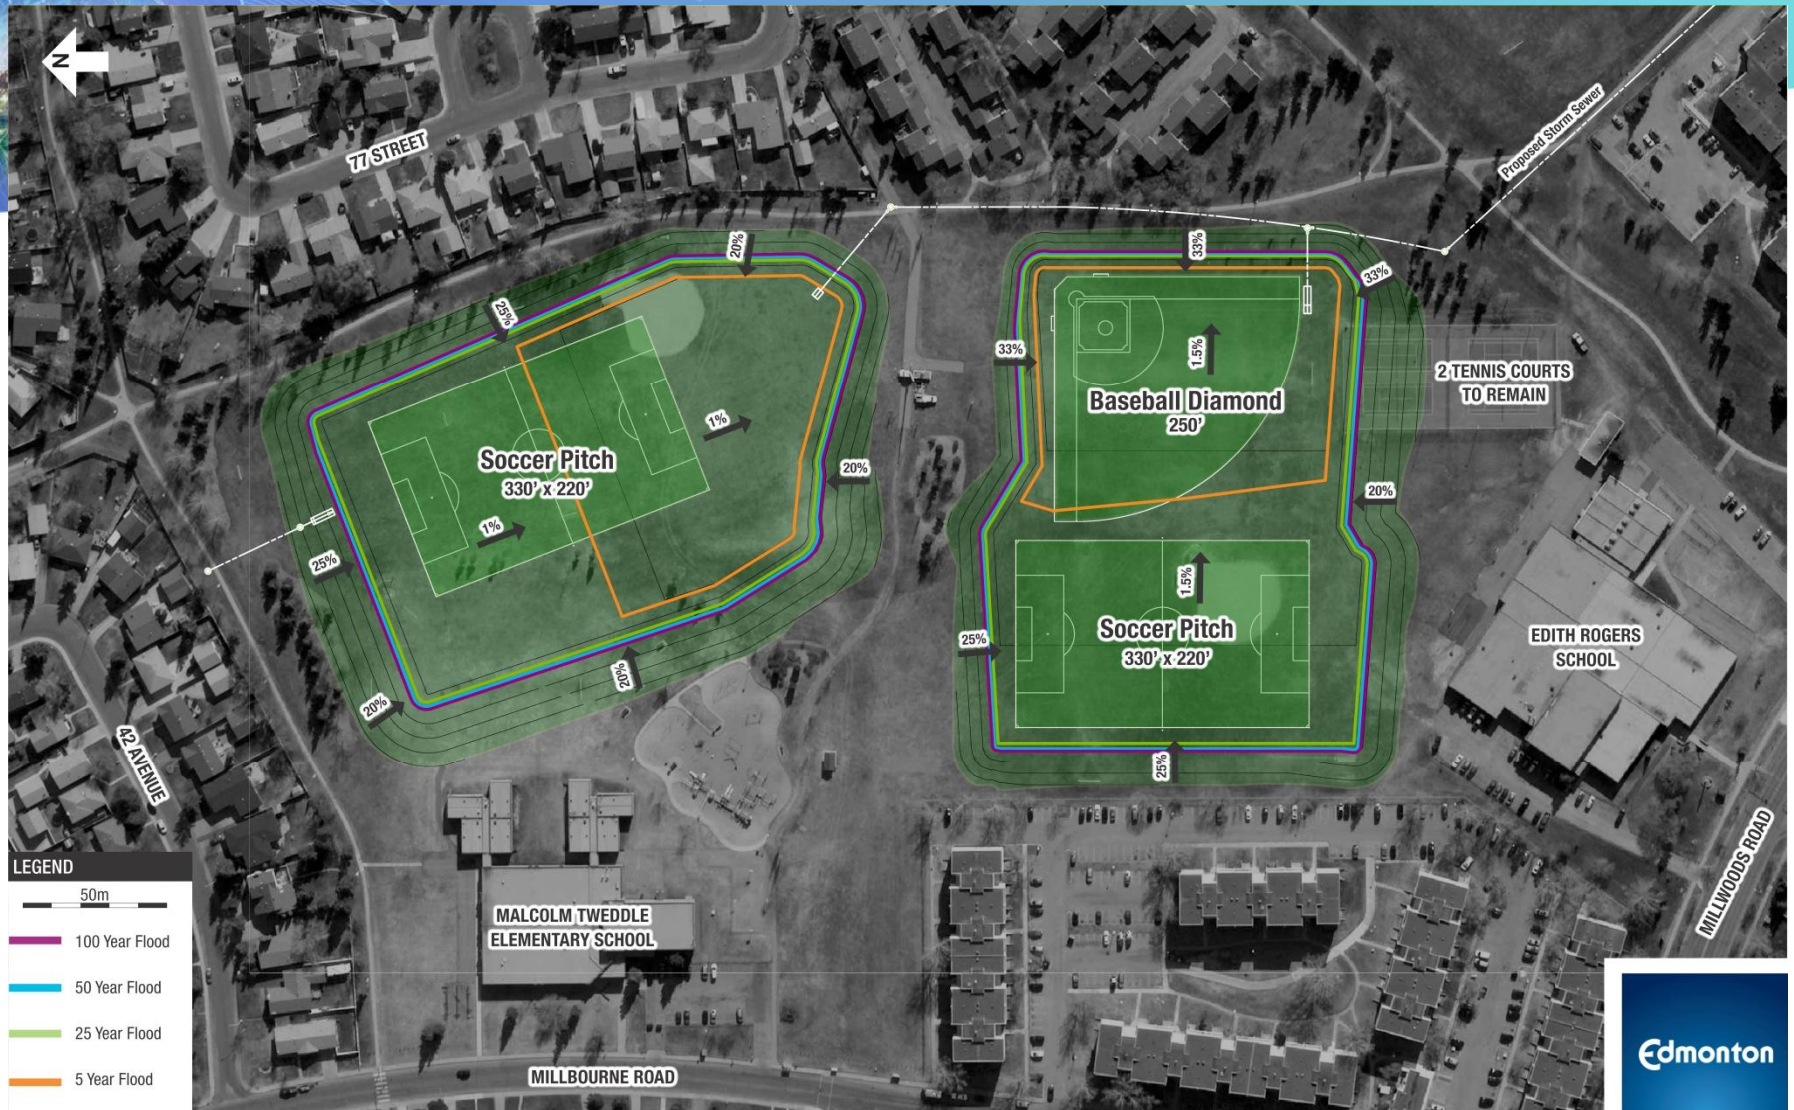 N
77 STREET
Proposed Storm Sewer
20%
33%
33%
25%
33%
1.5%
2 TENNIS COURTS
TO REMAIN
Baseball Diamond
250'
1%
Soccer Pitch
330' x 220'
20%
20%
1%
25%
1.5%
Soccer Pitch
330' x 220'
25%
EDITH ROGERS
SCHOOL
20%
20%
25%
42 AVENUE
MILLWOODS ROAD
MALCOLM TWEDDLE
ELEMENTARY SCHOOL
MILLBOURNE ROAD
LEGEND
50m
100 Year Flood
50 Year Flood
25 Year Flood
5 Year Flood
Edmonton